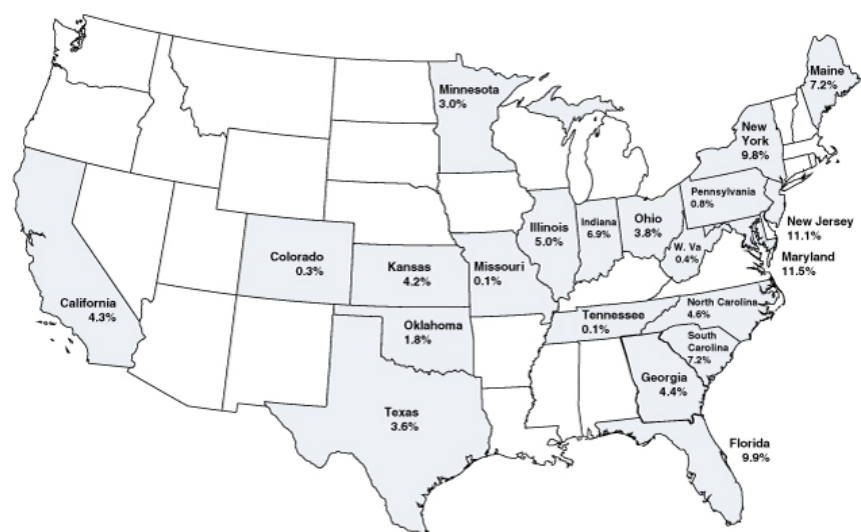 Maine
7.2%
Minnesota
3.0%
New
York
9.8%
Pennsylvania
0.8%
New Jersey
11.1%
Maryland
11.5%
Illinois
5.0%
Indiana
6.9%
Ohio
3.8%
W. Va
0.4%
Colorado
0.3%
Kansas
4.2%
Missouri
0.1%
California
4.3%
Oklahoma
1.8%
Tennessee
0.1%
North Carolina
4.6%
South
Carolina
7.2%
Georgia
4.4%
Texas
3.6%
Florida
9.9%